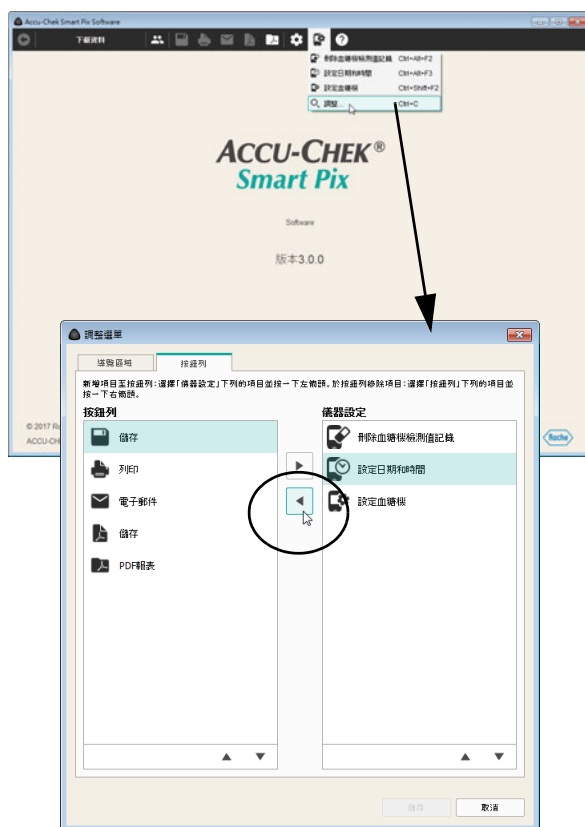 Accu-Chek Smart Pix Software
下載資料
刪除血糖機檢測值記錄 Ctrl+Alt+F2
設定日期和時間 Ctrl+Alt+F3
設定血糖機 Ctrl+Shift+F2
調整... Ctrl+C
ACCU-CHEK®
Smart Pix
Software
版本3.0.0
© 2017 Ro
ACCU-CH
Roche
調整選單
導覽區域 按鈕列
新增項目至按鈕列：選擇「儀器設定」下列的項目並按一下左箭頭。於按鈕列移除項目：選擇「按鈕列」下列的項目並
按一下右箭頭。
按鈕列 儀器設定
儲存 刪除血糖機檢測值記錄
列印 設定日期和時間
電子郵件 設定血糖機
儲存
PDF報表
儲存 取消